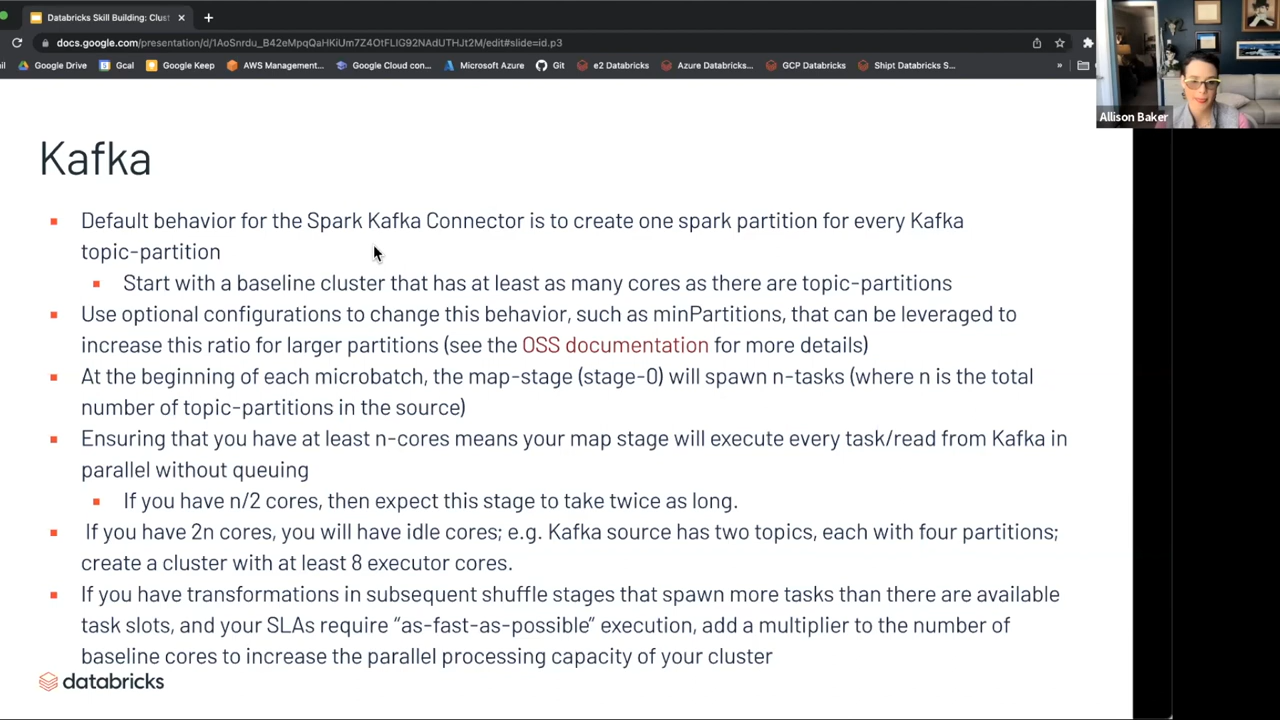 Databricks Skill Building: Clus
docs.google.com/presentation/d/1AoSnrdu_B42eMpqQaHKiUm7Z4OtFLIG92NAdUTHJt2M/edit#slide=id.p3
Google Drive Gcal Google Keep AWS Management... Google Cloud con... Microsoft Azure Git e2 Databricks Azure Databricks... GCP Databricks Shipt Databricks S... »
Allison Baker
Kafka
Default behavior for the Spark Kafka Connector is to create one spark partition for every Kafka
topic-partition
Start with a baseline cluster that has at least as many cores as there are topic-partitions
Use optional configurations to change this behavior, such as minPartitions, that can be leveraged to
increase this ratio for larger partitions (see the OSS documentation for more details)
At the beginning of each microbatch, the map-stage (stage-0) will spawn n-tasks (where n is the total
number of topic-partitions in the source)
Ensuring that you have at least n-cores means your map stage will execute every task/read from Kafka in
parallel without queuing
If you have n/2 cores, then expect this stage to take twice as long.
If you have 2n cores, you will have idle cores; e.g. Kafka source has two topics, each with four partitions;
create a cluster with at least 8 executor cores.
If you have transformations in subsequent shuffle stages that spawn more tasks than there are available
task slots, and your SLAs require “as-fast-as-possible” execution, add a multiplier to the number of
baseline cores to increase the parallel processing capacity of your cluster
databricks